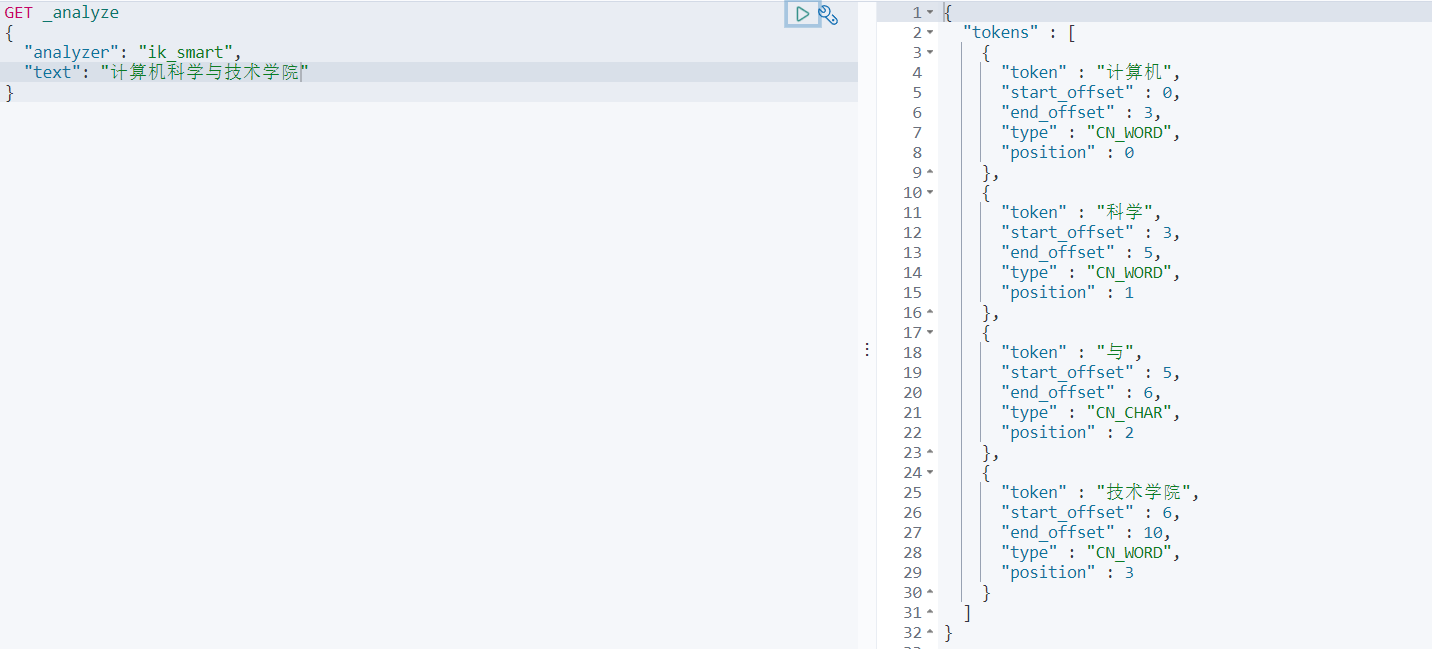 GET _analyze
{
  "analyzer": "ik_smart",
  "text": "计算机科学与技术学院"
}
1 {
2   "tokens" : [
3     {
4       "token" : "计算机",
5       "start_offset" : 0,
6       "end_offset" : 3,
7       "type" : "CN_WORD",
8       "position" : 0
9     },
10     {
11       "token" : "科学",
12       "start_offset" : 3,
13       "end_offset" : 5,
14       "type" : "CN_WORD",
15       "position" : 1
16     },
17     {
18       "token" : "与",
19       "start_offset" : 5,
20       "end_offset" : 6,
21       "type" : "CN_CHAR",
22       "position" : 2
23     },
24     {
25       "token" : "技术学院",
26       "start_offset" : 6,
27       "end_offset" : 10,
28       "type" : "CN_WORD",
29       "position" : 3
30     }
31   ]
32 }